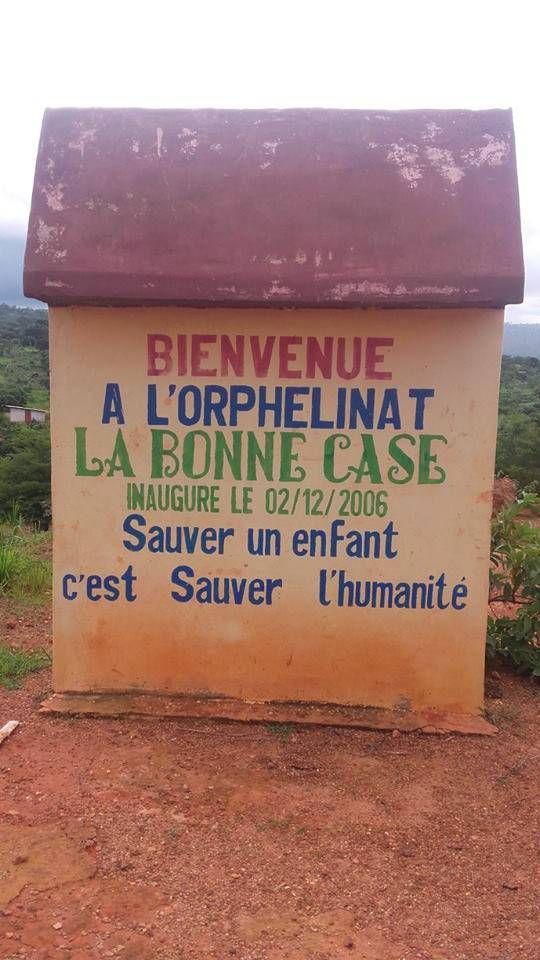 BIENVENUE
A L'ORPHELINAT
LA BONNE CASE
INAUGURE LE 02/12/2006
Sauver un enfant
c'est Sauver l'humanité